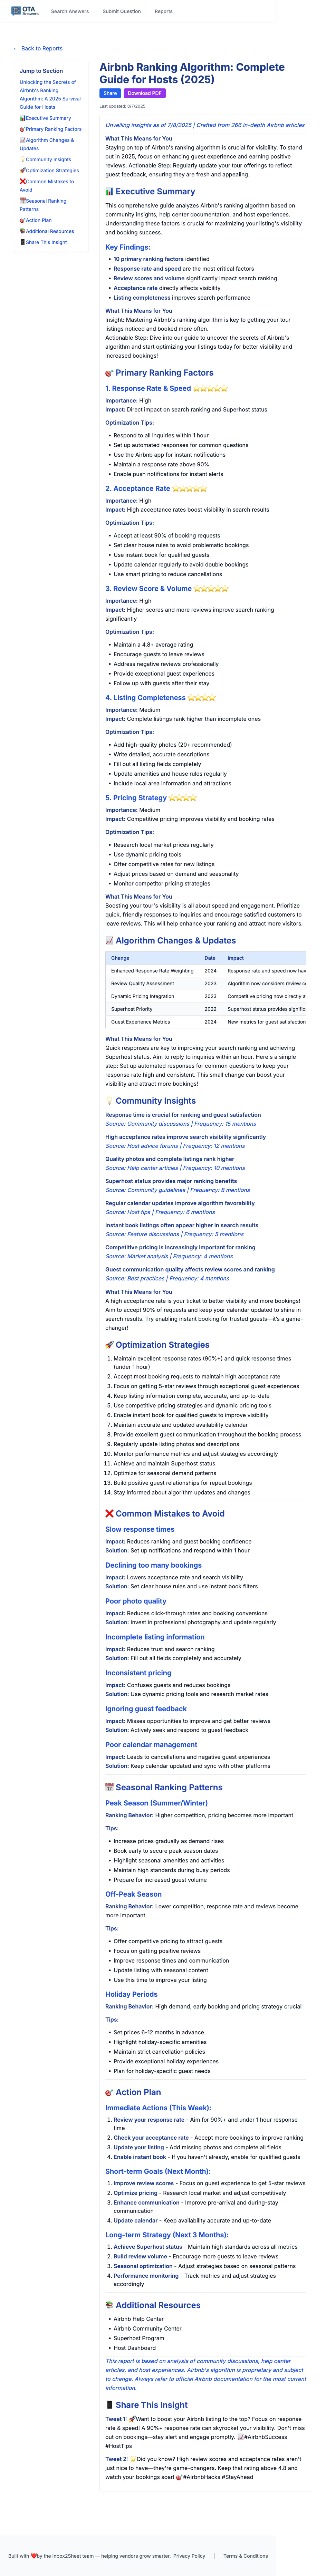 OTA Answers
Search Answers
Submit Question
Reports
← Back to Reports
Jump to Section
Unlocking the Secrets of
Airbnb's Ranking
Algorithm: A 2025 Survival
Guide for Hosts
📊Executive Summary
🎯Primary Ranking Factors
📈Algorithm Changes &
Updates
💡Community Insights
🚀Optimization Strategies
❌Common Mistakes to
Avoid
📅Seasonal Ranking
Patterns
🎯Action Plan
📚Additional Resources
📱Share This Insight
Airbnb Ranking Algorithm: Complete
Guide for Hosts (2025)
Share
Download PDF
Last updated: 8/7/2025
Unveiling insights as of 7/8/2025 | Crafted from 266 in-depth Airbnb articles
What This Means for You
Staying on top of Airbnb's algorithm can transform your visibility. To stand
out in 2025, focus on enhancing guest experience and maintaining positive
reviews. Actionable Step: Regularly update your offerings to reflect
guest feedback, ensuring they see an experience that's engaging.
📊 Executive Summary
This comprehensive guide analyzes Airbnb's ranking algorithm based on
community insights, help center documentation, and host experiences.
Understanding these factors is crucial for maximizing your listing's visibility
and booking success.
Key Findings:
• 10 primary ranking factors identified
• Response rate and speed are the most critical factors
• Review scores and volume significantly impact search ranking
• Acceptance rate directly affects visibility
• Listing completeness improves search performance
What This Means for You
Insight: Mastering Airbnb's ranking algorithm is key to getting your tour
listings noticed and booked more often.
Actionable Step: Dive into our guide to uncover the secrets of Airbnb's
algorithm and start optimizing your listings today for better visibility and
increased bookings!
🎯 Primary Ranking Factors
1. Response Rate & Speed ⭐⭐⭐⭐⭐
Importance: High
Impact: Direct impact on search ranking and Superhost status
Optimization Tips:
• Respond to all inquiries within 1 hour
• Set up automated responses for common questions
• Use the Airbnb app for instant notifications
• Maintain a response rate above 90%
• Enable push notifications for instant alerts
2. Acceptance Rate ⭐⭐⭐⭐⭐
Importance: High
Impact: High acceptance rates boost visibility in search results
Optimization Tips:
• Accept at least 90% of booking requests
• Set clear house rules to avoid problematic bookings
• Use instant book for qualified guests
• Update calendar regularly to avoid double bookings
• Use smart pricing to reduce cancellations
3. Review Score & Volume ⭐⭐⭐⭐⭐
Importance: High
Impact: Higher scores and more reviews improve search ranking
significantly
Optimization Tips:
• Maintain a 4.8+ average rating
• Encourage guests to leave reviews
• Address negative reviews professionally
• Provide exceptional guest experiences
• Follow up with guests after their stay
4. Listing Completeness ⭐⭐⭐⭐
Importance: Medium
Impact: Complete listings rank higher than incomplete ones
Optimization Tips:
• Add high-quality photos (20+ recommended)
• Write detailed, accurate descriptions
• Fill out all listing fields completely
• Update amenities and house rules regularly
• Include local area information and attractions
5. Pricing Strategy ⭐⭐⭐⭐
Importance: Medium
Impact: Competitive pricing improves visibility and booking rates
Optimization Tips:
• Research local market rates regularly
• Use dynamic pricing tools
• Offer competitive rates for new listings
• Adjust prices based on demand and seasonality
• Monitor competitor pricing strategies
What This Means for You
Boosting your tour's visibility is all about speed and engagement. Prioritize
quick, friendly responses to inquiries and encourage satisfied customers to
leave reviews. This will help enhance your ranking and attract more visitors.
📈 Algorithm Changes & Updates
Change Date Impact
Enhanced Response Rate Weighting 2024 Response rate and speed now hav
Review Quality Assessment 2023 Algorithm now considers review co
Dynamic Pricing Integration 2023 Competitive pricing now directly a
Superhost Priority 2022 Superhost status provides signific
Guest Experience Metrics 2024 New metrics for guest satisfaction
What This Means for You
Quick responses are key to improving your search ranking and achieving
Superhost status. Aim to reply to inquiries within an hour. Here's a simple
step: Set up automated responses for common questions to keep your
response rate high and consistent. This small change can boost your
visibility and attract more bookings!
💡 Community Insights
Response time is crucial for ranking and guest satisfaction
Source: Community discussions | Frequency: 15 mentions
High acceptance rates improve search visibility significantly
Source: Host advice forums | Frequency: 12 mentions
Quality photos and complete listings rank higher
Source: Help center articles | Frequency: 10 mentions
Superhost status provides major ranking benefits
Source: Community guidelines | Frequency: 8 mentions
Regular calendar updates improve algorithm favorability
Source: Host tips | Frequency: 6 mentions
Instant book listings often appear higher in search results
Source: Feature discussions | Frequency: 5 mentions
Competitive pricing is increasingly important for ranking
Source: Market analysis | Frequency: 4 mentions
Guest communication quality affects review scores and ranking
Source: Best practices | Frequency: 4 mentions
What This Means for You
A high acceptance rate is your ticket to better visibility and more bookings!
Aim to accept 90% of requests and keep your calendar updated to shine in
search results. Try enabling instant booking for trusted guests—it's a game-
changer!
🚀 Optimization Strategies
1. Maintain excellent response rates (90%+) and quick response times
(under 1 hour)
2. Accept most booking requests to maintain high acceptance rate
3. Focus on getting 5-star reviews through exceptional guest experiences
4. Keep listing information complete, accurate, and up-to-date
5. Use competitive pricing strategies and dynamic pricing tools
6. Enable instant book for qualified guests to improve visibility
7. Maintain accurate and updated availability calendar
8. Provide excellent guest communication throughout the booking process
9. Regularly update listing photos and descriptions
10. Monitor performance metrics and adjust strategies accordingly
11. Achieve and maintain Superhost status
12. Optimize for seasonal demand patterns
13. Build positive guest relationships for repeat bookings
14. Stay informed about algorithm updates and changes
❌ Common Mistakes to Avoid
Slow response times
Impact: Reduces ranking and guest booking confidence
Solution: Set up notifications and respond within 1 hour
Declining too many bookings
Impact: Lowers acceptance rate and search visibility
Solution: Set clear house rules and use instant book filters
Poor photo quality
Impact: Reduces click-through rates and booking conversions
Solution: Invest in professional photography and update regularly
Incomplete listing information
Impact: Reduces trust and search ranking
Solution: Fill out all fields completely and accurately
Inconsistent pricing
Impact: Confuses guests and reduces bookings
Solution: Use dynamic pricing tools and research market rates
Ignoring guest feedback
Impact: Misses opportunities to improve and get better reviews
Solution: Actively seek and respond to guest feedback
Poor calendar management
Impact: Leads to cancellations and negative guest experiences
Solution: Keep calendar updated and sync with other platforms
📅 Seasonal Ranking Patterns
Peak Season (Summer/Winter)
Ranking Behavior: Higher competition, pricing becomes more important
Tips:
• Increase prices gradually as demand rises
• Book early to secure peak season dates
• Highlight seasonal amenities and activities
• Maintain high standards during busy periods
• Prepare for increased guest volume
Off-Peak Season
Ranking Behavior: Lower competition, response rate and reviews become
more important
Tips:
• Offer competitive pricing to attract guests
• Focus on getting positive reviews
• Improve response times and communication
• Update listing with seasonal content
• Use this time to improve your listing
Holiday Periods
Ranking Behavior: High demand, early booking and pricing strategy crucial
Tips:
• Set prices 6-12 months in advance
• Highlight holiday-specific amenities
• Maintain strict cancellation policies
• Provide exceptional holiday experiences
• Plan for holiday-specific guest needs
🎯 Action Plan
Immediate Actions (This Week):
1. Review your response rate - Aim for 90%+ and under 1 hour response
time
2. Check your acceptance rate - Accept more bookings to improve ranking
3. Update your listing - Add missing photos and complete all fields
4. Enable instant book - If you haven't already, enable for qualified guests
Short-term Goals (Next Month):
1. Improve review scores - Focus on guest experience to get 5-star reviews
2. Optimize pricing - Research local market and adjust competitively
3. Enhance communication - Improve pre-arrival and during-stay
communication
4. Update calendar - Keep availability accurate and up-to-date
Long-term Strategy (Next 3 Months):
1. Achieve Superhost status - Maintain high standards across all metrics
2. Build review volume - Encourage more guests to leave reviews
3. Seasonal optimization - Adjust strategies based on seasonal patterns
4. Performance monitoring - Track metrics and adjust strategies
accordingly
📚 Additional Resources
• Airbnb Help Center
• Airbnb Community Center
• Superhost Program
• Host Dashboard
This report is based on analysis of community discussions, help center
articles, and host experiences. Airbnb's algorithm is proprietary and subject
to change. Always refer to official Airbnb documentation for the most current
information.
📱 Share This Insight
Tweet 1: 🚀Want to boost your Airbnb listing to the top? Focus on response
rate & speed! A 90%+ response rate can skyrocket your visibility. Don't miss
out on bookings—stay alert and engage promptly. 📈#AirbnbSuccess
#HostTips
Tweet 2: 🌟Did you know? High review scores and acceptance rates aren't
just nice to have—they're game-changers. Keep that rating above 4.8 and
watch your bookings soar! 🎯#AirbnbHacks #StayAhead
Built with ❤️by the Inbox2Sheet team — helping vendors grow smarter.
Privacy Policy
|
Terms & Conditions